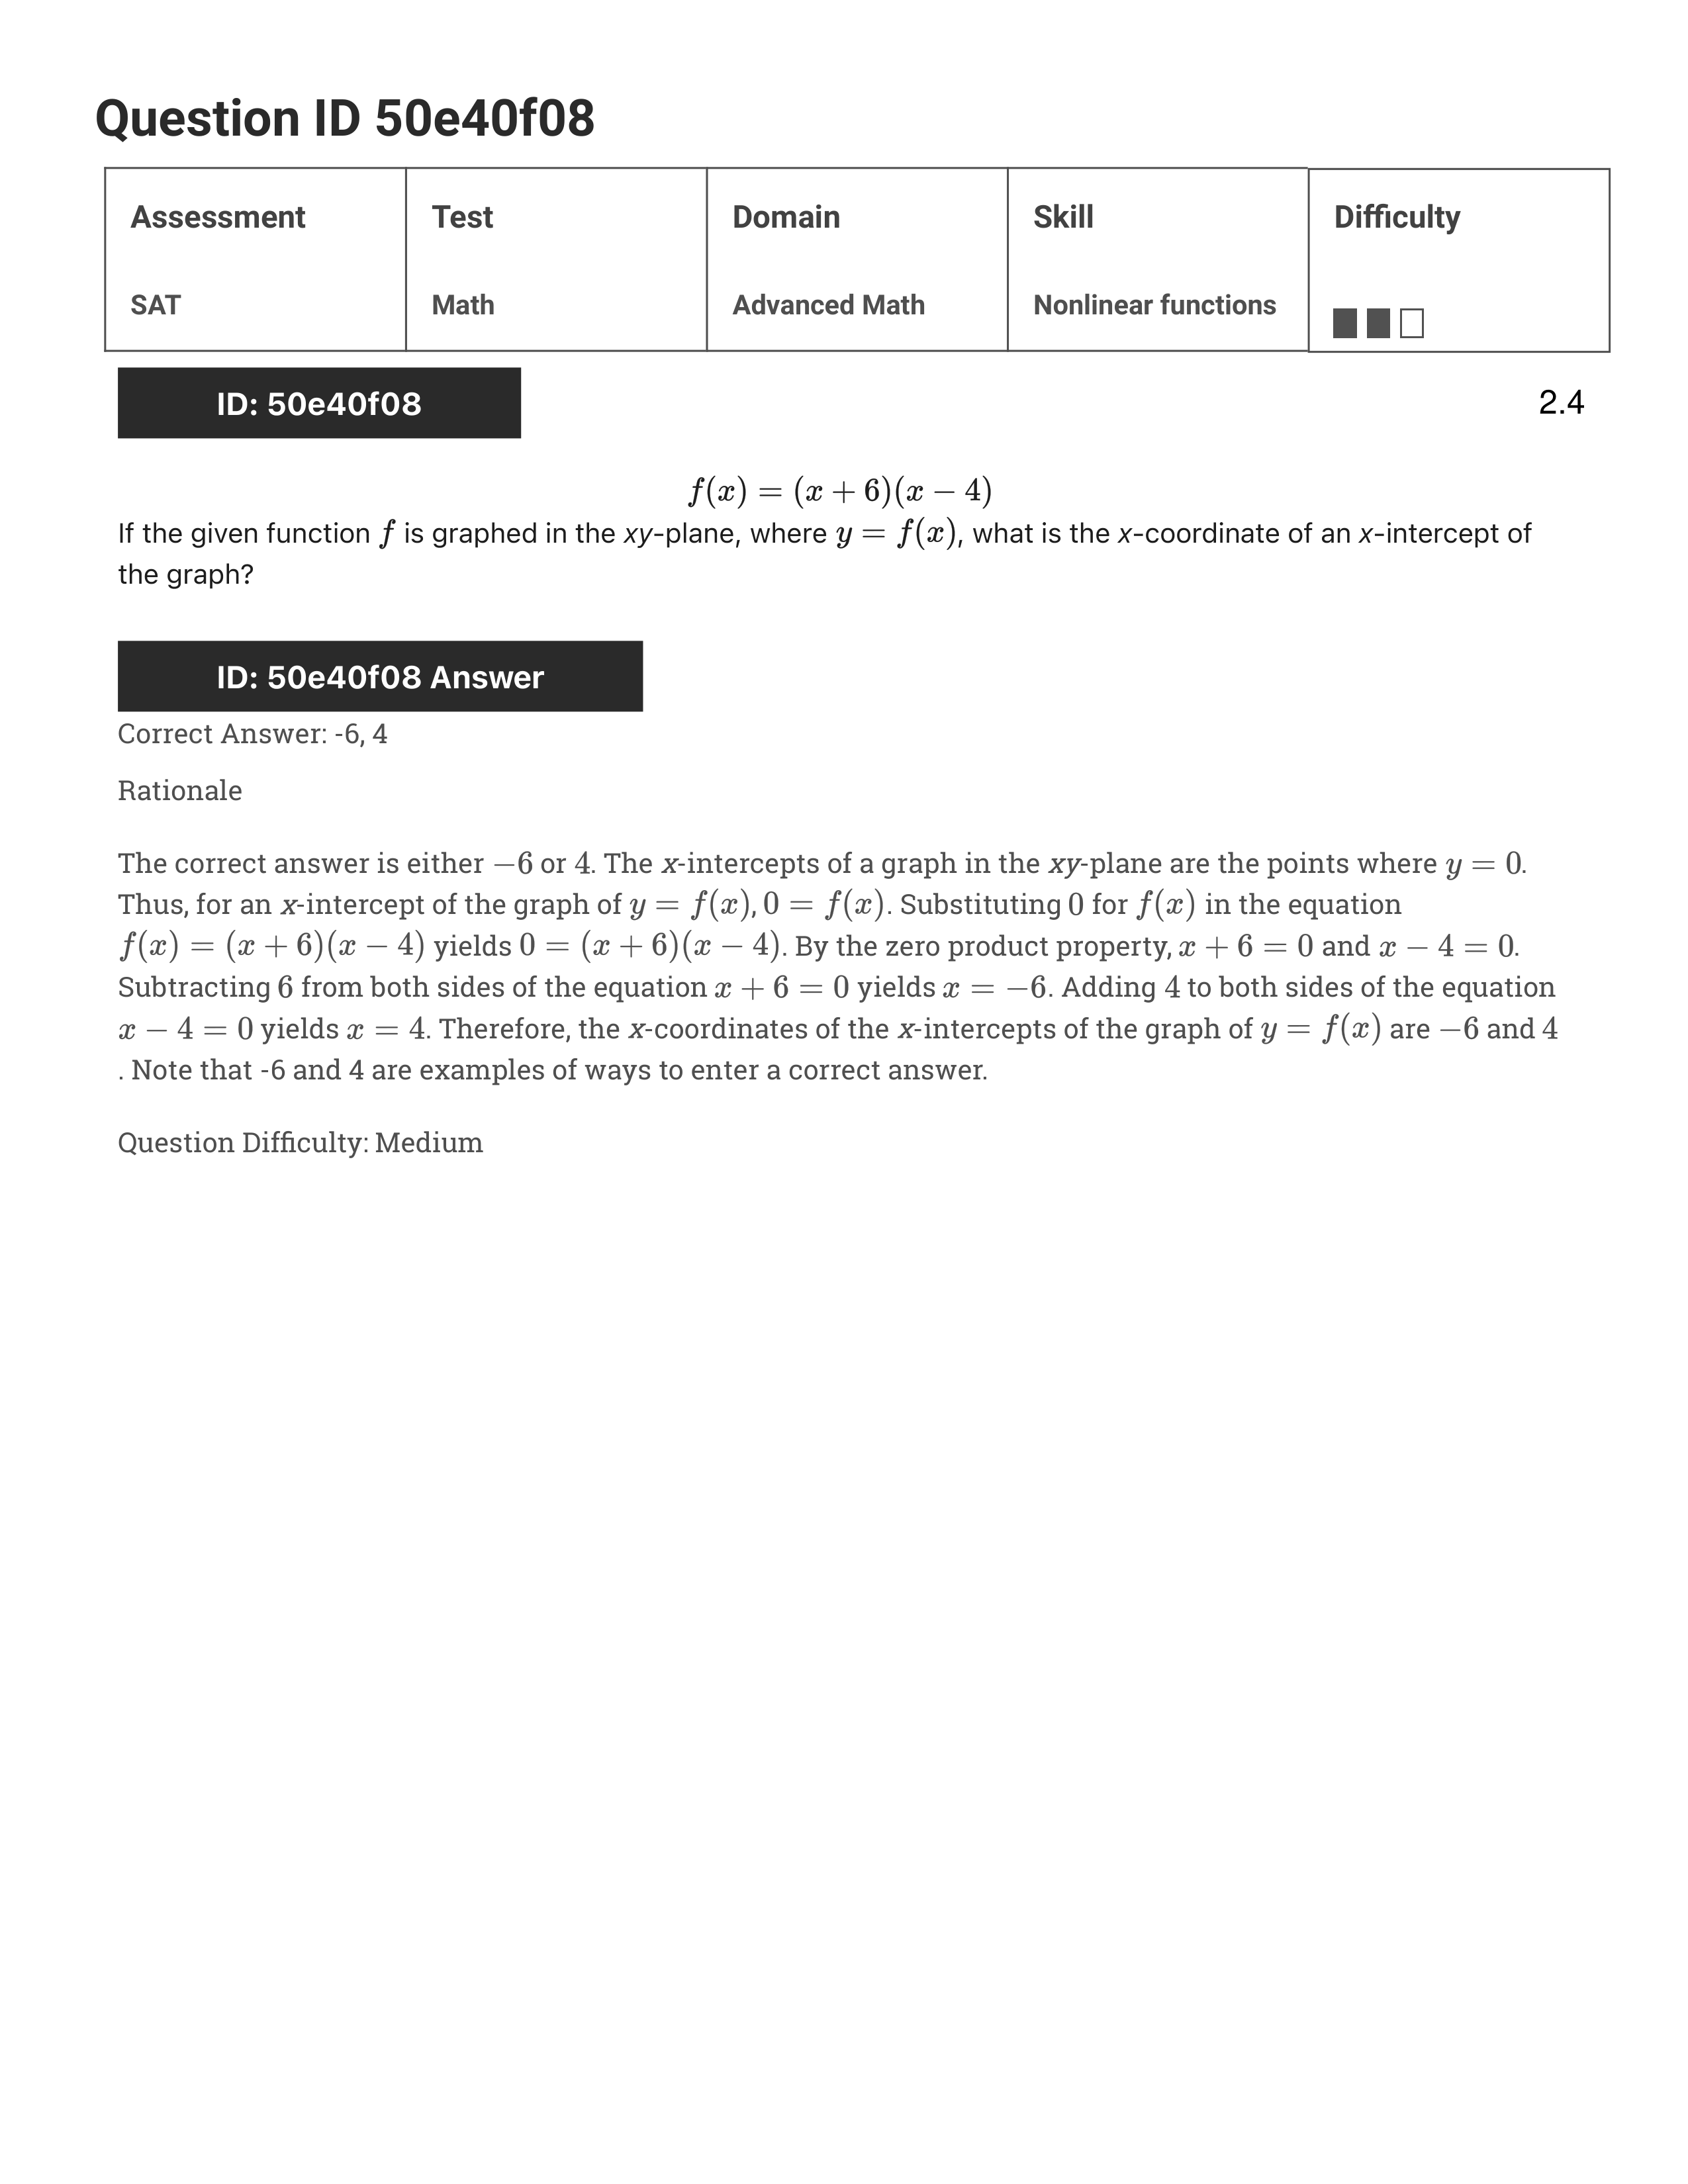 Question ID 50e40f08
Assessment Test Domain Skill Difficulty
SAT Math Advanced Math Nonlinear functions
ID: 50e40f08 2.4
f(x) = (x + 6)(x − 4)
If the given function f is graphed in the xy-plane, where y = f(x), what is the x-coordinate of an x-intercept of
the graph?
ID: 50e40f08 Answer
Correct Answer: -6, 4
Rationale
The correct answer is either −6 or 4. The x-intercepts of a graph in the xy-plane are the points where y = 0.
Thus, for an x-intercept of the graph of y = f(x), 0 = f(x). Substituting 0 for f(x) in the equation
f(x) = (x + 6)(x − 4) yields 0 = (x + 6)(x − 4). By the zero product property, x + 6 = 0 and x − 4 = 0.
Subtracting 6 from both sides of the equation x + 6 = 0 yields x = −6. Adding 4 to both sides of the equation
x − 4 = 0 yields x = 4. Therefore, the x-coordinates of the x-intercepts of the graph of y = f(x) are −6 and 4
. Note that -6 and 4 are examples of ways to enter a correct answer.
Question Difficulty: Medium